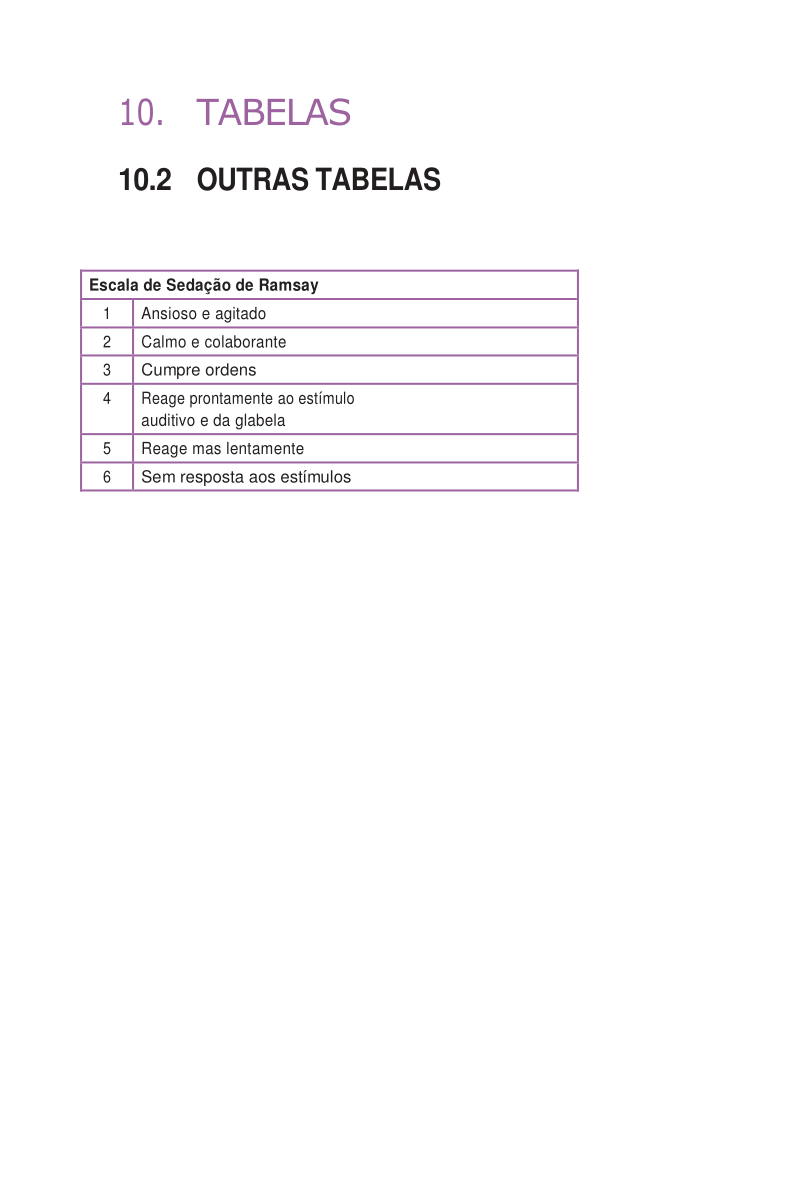 10. TABELAS
10.2 OUTRAS TABELAS
Escala de Sedação de Ramsay
1 Ansioso e agitado
2 Calmo e colaborante
3 Cumpre ordens
4 Reage prontamente ao estímulo
auditivo e da glabela
5 Reage mas lentamente
6 Sem resposta aos estímulos